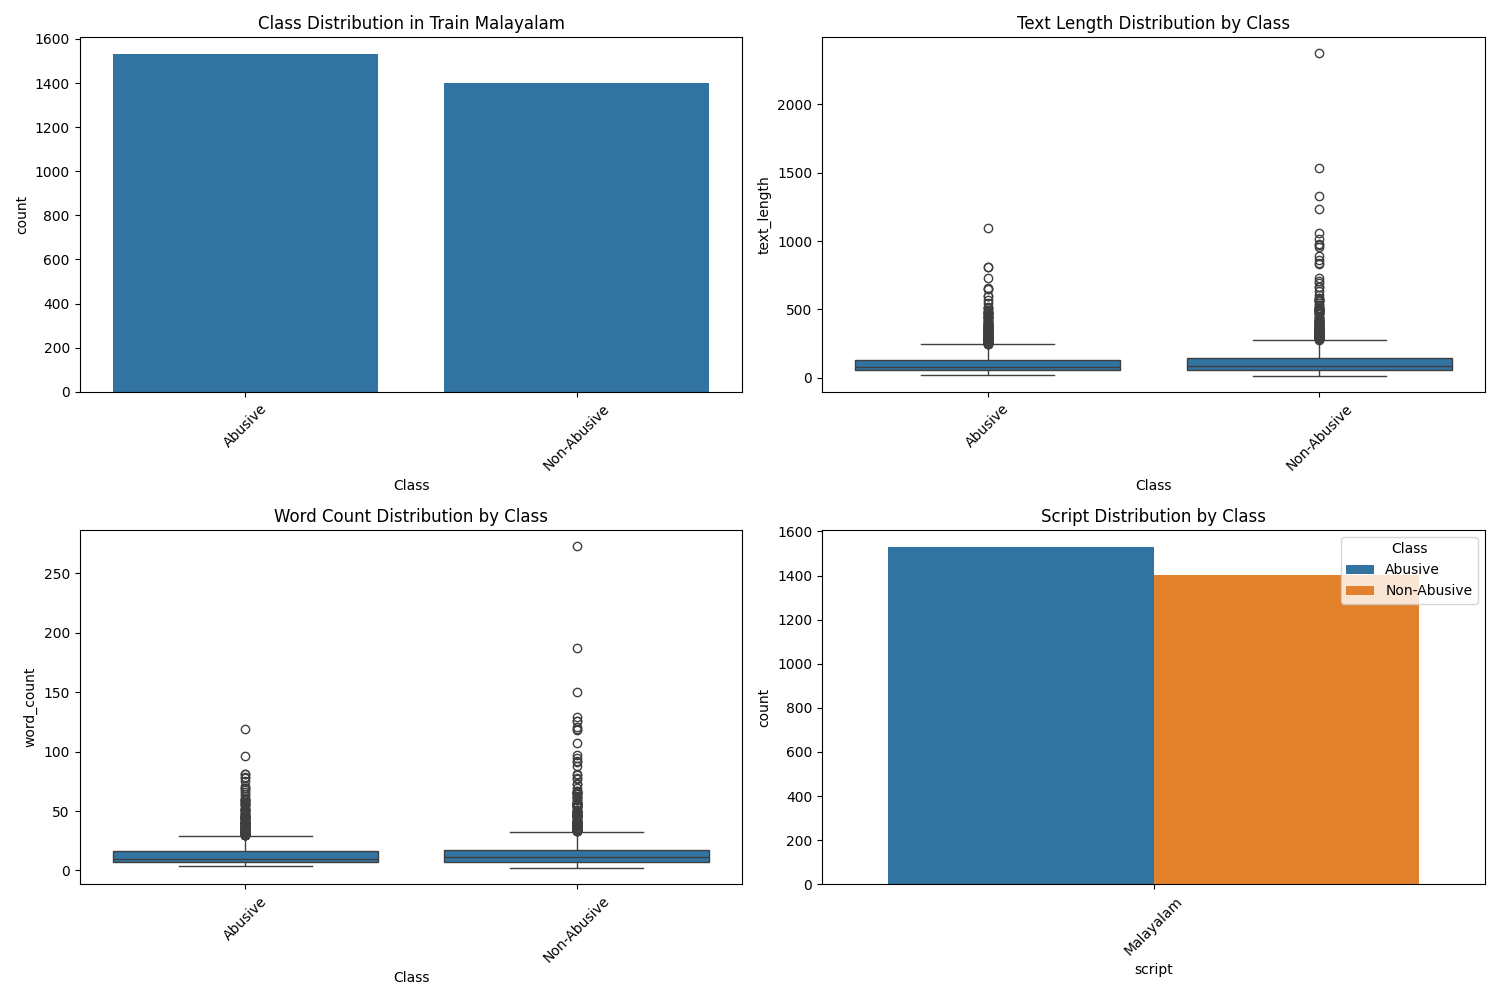 Class Distribution in Train Malayalam
1600
1400
1200
1000
800
600
400
200
0
count
Abusive
Non-Abusive
Class
Text Length Distribution by Class
2000
1500
1000
500
0
text_length
Abusive
Non-Abusive
Class
Word Count Distribution by Class
250
200
150
100
50
0
word_count
Abusive
Non-Abusive
Class
Script Distribution by Class
1600
1400
1200
1000
800
600
400
200
0
count
Class
Abusive
Non-Abusive
Malayalam
script